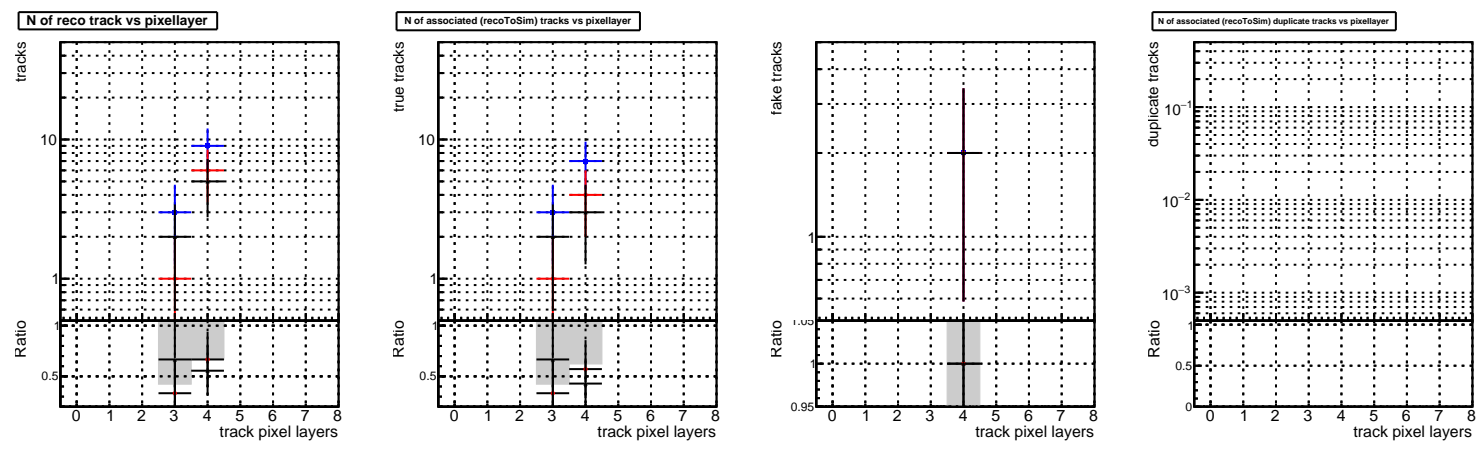 N of reco track vs pixellayer
tracks
10
1
Ratio
1
0.5
0 1 2 3 4 5 6 7 8
track pixel layers
N of associated (recoToSim) tracks vs pixellayer
true tracks
10
1
Ratio
1
0.5
0 1 2 3 4 5 6 7 8
track pixel layers
fake tracks
1
Ratio
1.05
1
0.95
0 1 2 3 4 5 6 7 8
track pixel layers
N of associated (recoToSim) duplicate tracks vs pixellayer
duplicate tracks
10⁻¹
10⁻²
10⁻³
Ratio
1
0.5
0
0 1 2 3 4 5 6 7 8
track pixel layers